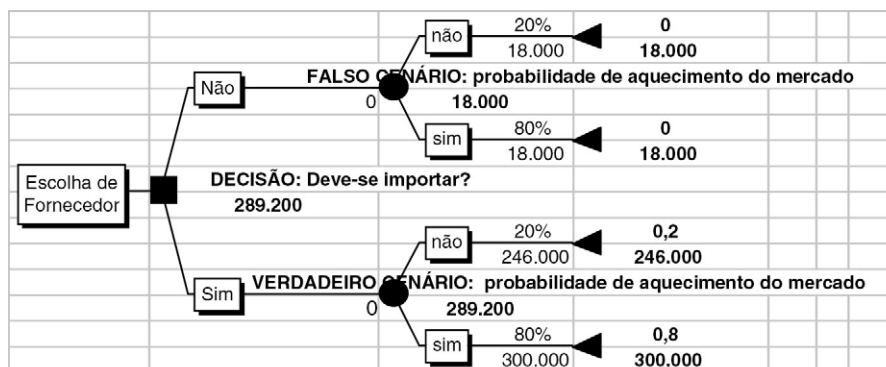 não 20% 0
18.000 18.000
Não FALSO CENÁRIO: probabilidade de aquecimento do mercado
0 18.000
sim 80% 0
18.000 18.000
Escolha de
Fornecedor
DECISÃO: Deve-se importar?
289.200
não 20% 0,2
246.000 246.000
Sim VERDADEIRO CENÁRIO: probabilidade de aquecimento do mercado
0 289.200
sim 80% 0,8
300.000 300.000